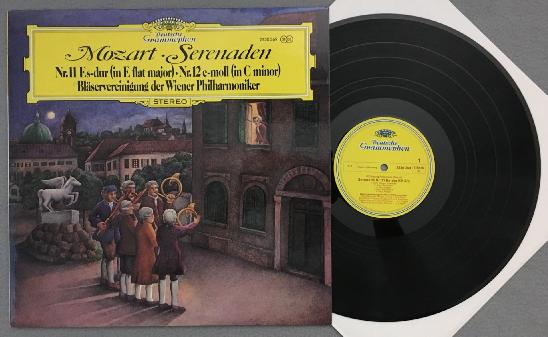 Deutsche
Grammophon
Mozart · Serenaden
Nr. 11 Es-dur (in E flat major) · Nr. 12 c-moll (in C minor)
Bläservereinigung der Wiener Philharmoniker
STEREO
Deutsche
Grammophon
1